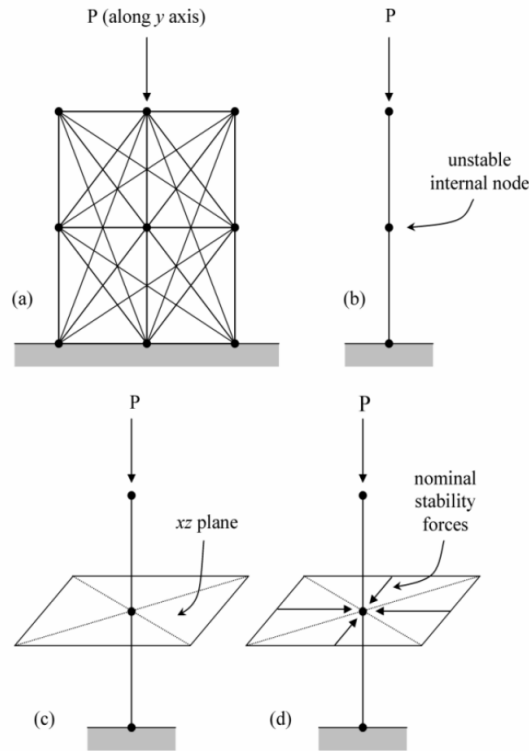 P (along y axis)
P
unstable
internal node
(a)
(b)
P
P
nominal
stability
forces
xz plane
(c)
(d)